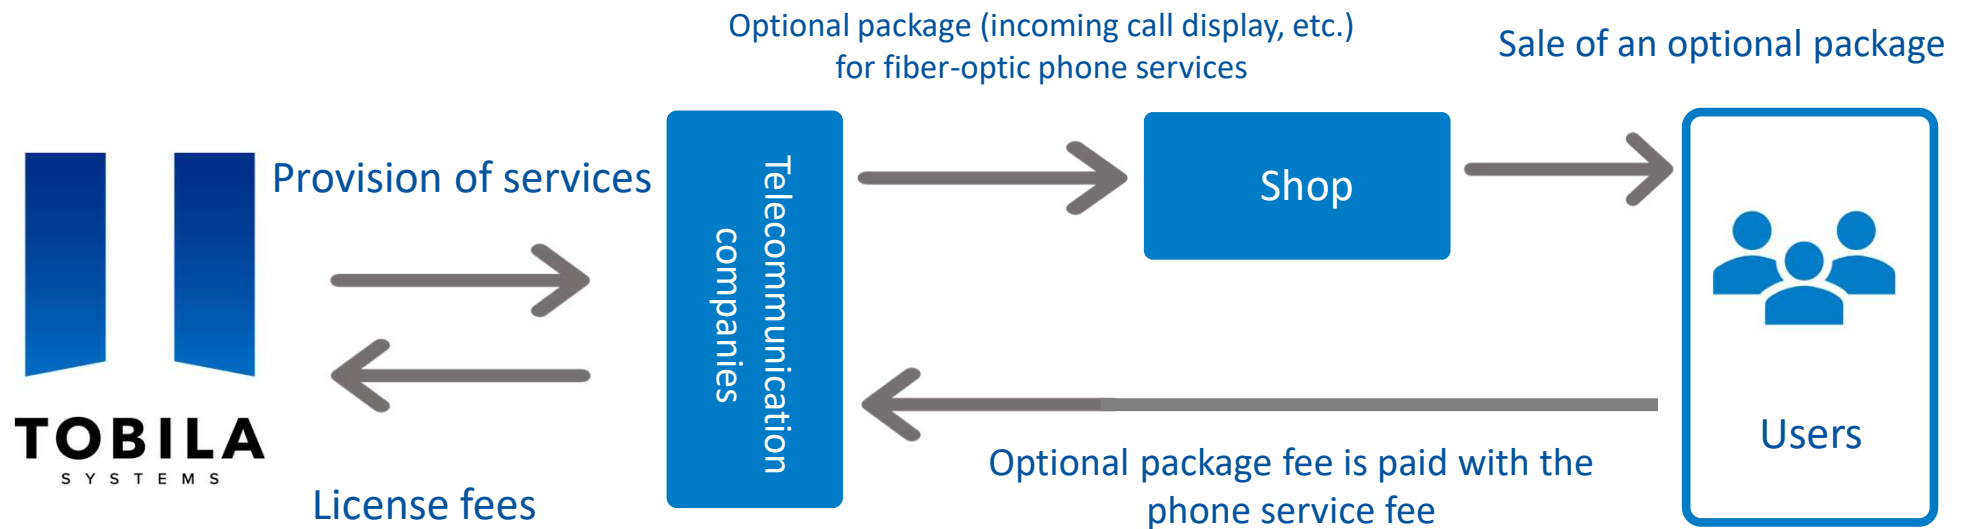 Optional package (incoming call display, etc.)
for fiber-optic phone services
Sale of an optional package
Provision of services
Telecommunication
companies
Shop
TOBILA
SYSTEMS
License fees
Optional package fee is paid with the
phone service fee
Users